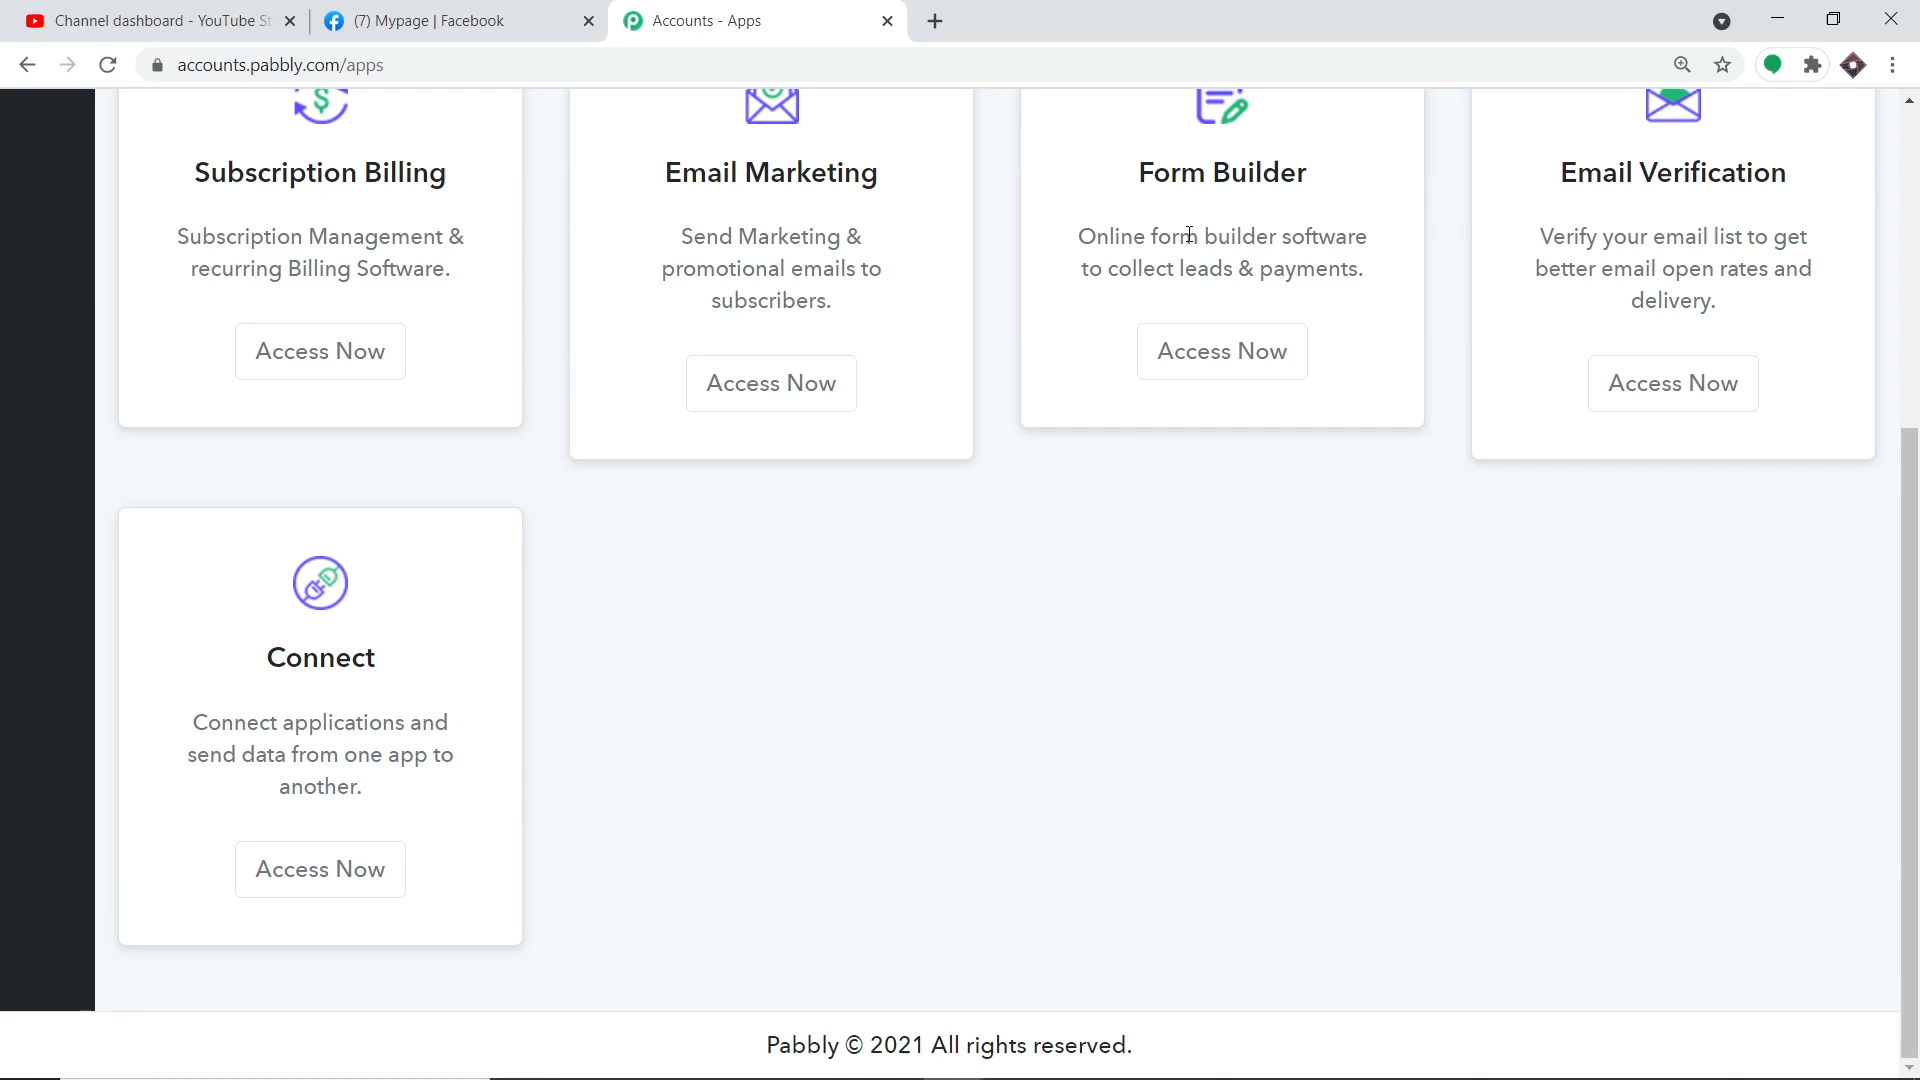 Channel dashboard - YouTube St
(7) Mypage | Facebook
Accounts - Apps
accounts.pabbly.com/apps
Subscription Billing
Subscription Management &
recurring Billing Software.
Access Now
Email Marketing
Send Marketing &
promotional emails to
subscribers.
Access Now
Form Builder
Online form builder software
to collect leads & payments.
Access Now
Email Verification
Verify your email list to get
better email open rates and
delivery.
Access Now
Connect
Connect applications and
send data from one app to
another.
Access Now
Pabbly © 2021 All rights reserved.